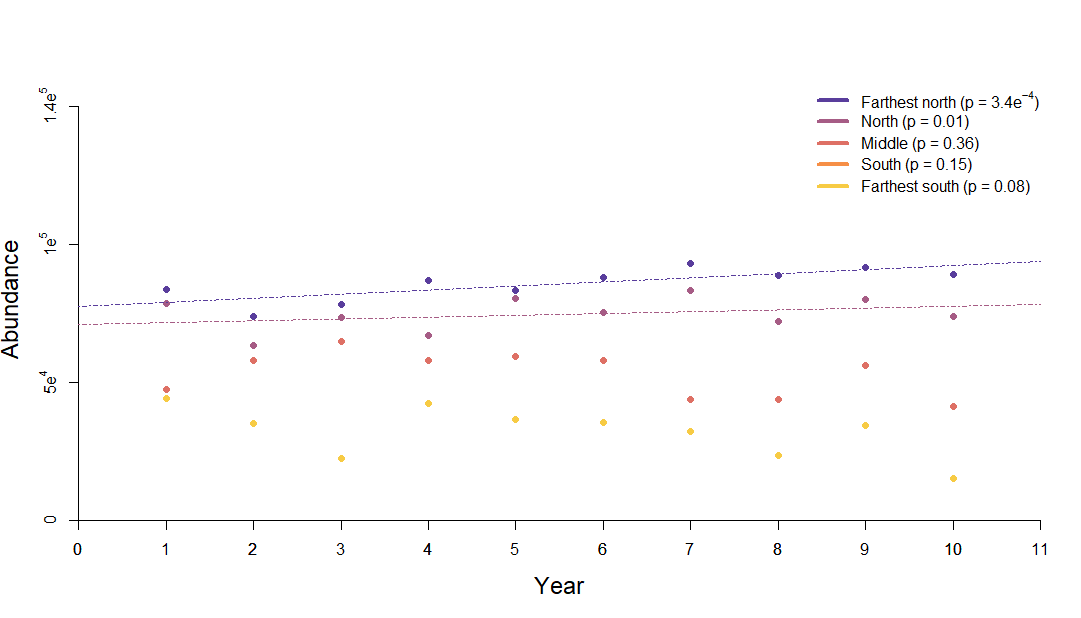 Farthest north (p = 3.4e⁻⁴)
North (p = 0.01)
Middle (p = 0.36)
South (p = 0.15)
Farthest south (p = 0.08)
Abundance
1.4e⁵
1e⁵
5e⁴
0
0 1 2 3 4 5 6 7 8 9 10 11
Year